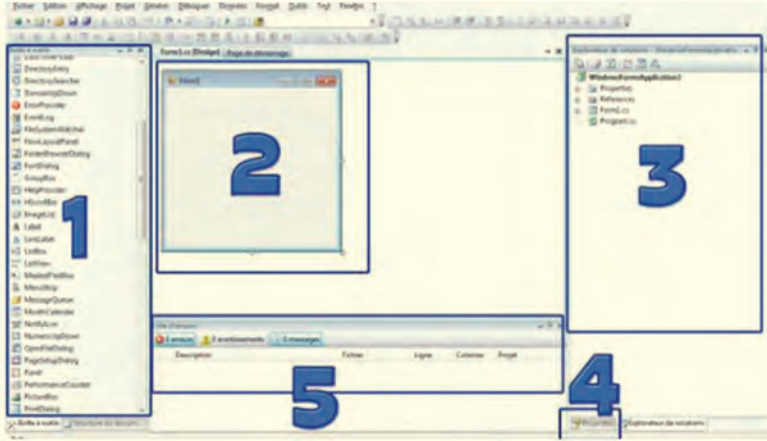 Fichier Edition Affichage Projet Générer Déboguer Données Format Outils Test Fenêtre ?
Form1.cs [Design] Page de démarrage
Boîte à outils
DirectoryEntry
DirectorySearcher
DomainUpDown
ErrorProvider
EventLog
FileSystemWatcher
FlowLayoutPanel
FolderBrowserDialog
FontDialog
GroupBox
HelpProvider
HScrollBar
ImageList
Label
LinkLabel
ListBox
ListView
MaskedTextBox
MenuStrip
MessageQueue
MonthCalendar
NotifyIcon
NumericUpDown
OpenFileDialog
PageSetupDialog
Panel
PerformanceCounter
PictureBox
PrintDialog
Boîte à outils
1
Form1
2
Liste d'erreurs
0 erreurs 0 avertissements 0 messages
Description Fichier Ligne Colonne Projet
5
Explorateur de solutions
WindowsFormsApplication1
Properties
References
Form1.cs
Program.cs
3
4
Propriétés Explorateur de solutions